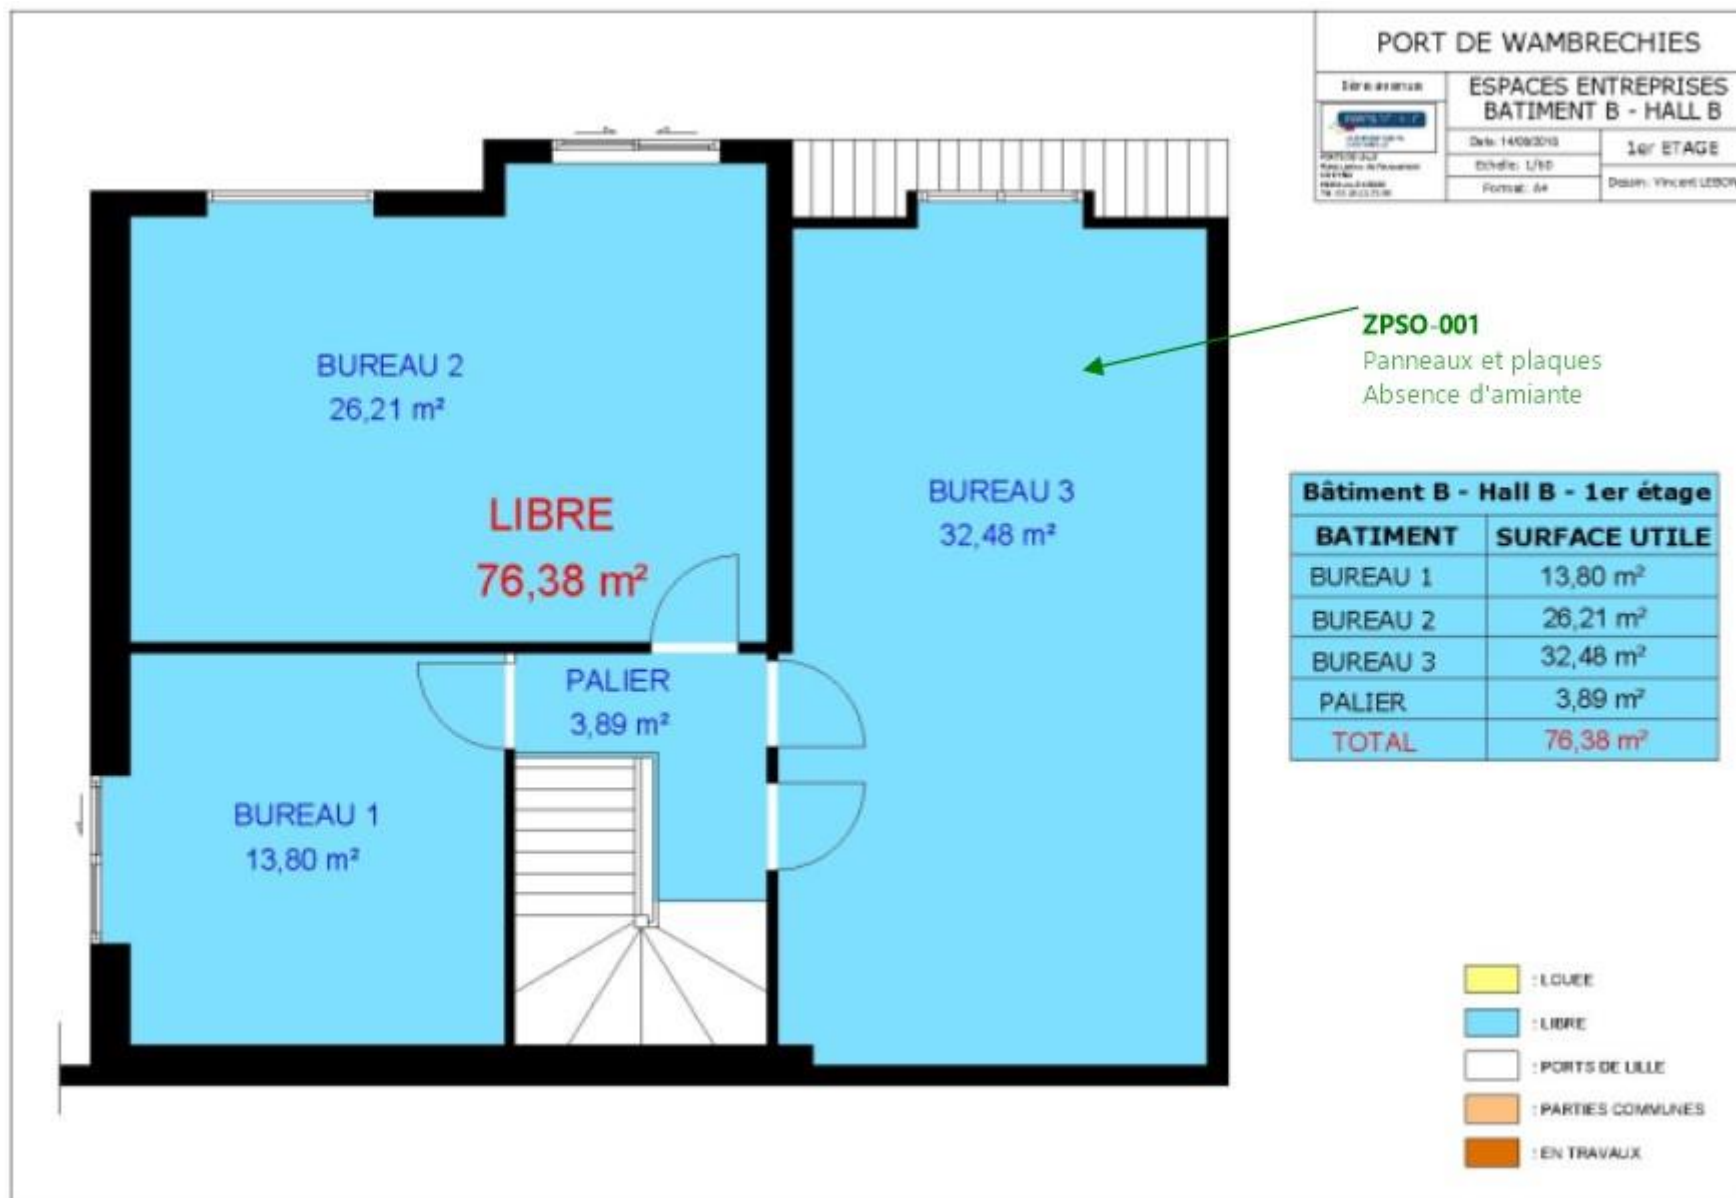 PORT DE WAMBRECHIES
ESPACES ENTREPRISES
BATIMENT B - HALL B
1er ETAGE
Format: A4
BUREAU 2
26,21 m²
LIBRE
76,38 m²
BUREAU 3
32,48 m²
PALIER
3,89 m²
BUREAU 1
13,80 m²
ZPSO-001
Panneaux et plaques
Absence d'amiante
Bâtiment B - Hall B - 1er étage
BATIMENT SURFACE UTILE
BUREAU 1 13,80 m²
BUREAU 2 26,21 m²
BUREAU 3 32,48 m²
PALIER 3,89 m²
TOTAL 76,38 m²
: LOUEE
: LIBRE
: PORTS DE LILLE
: PARTIES COMMUNES
: EN TRAVAUX